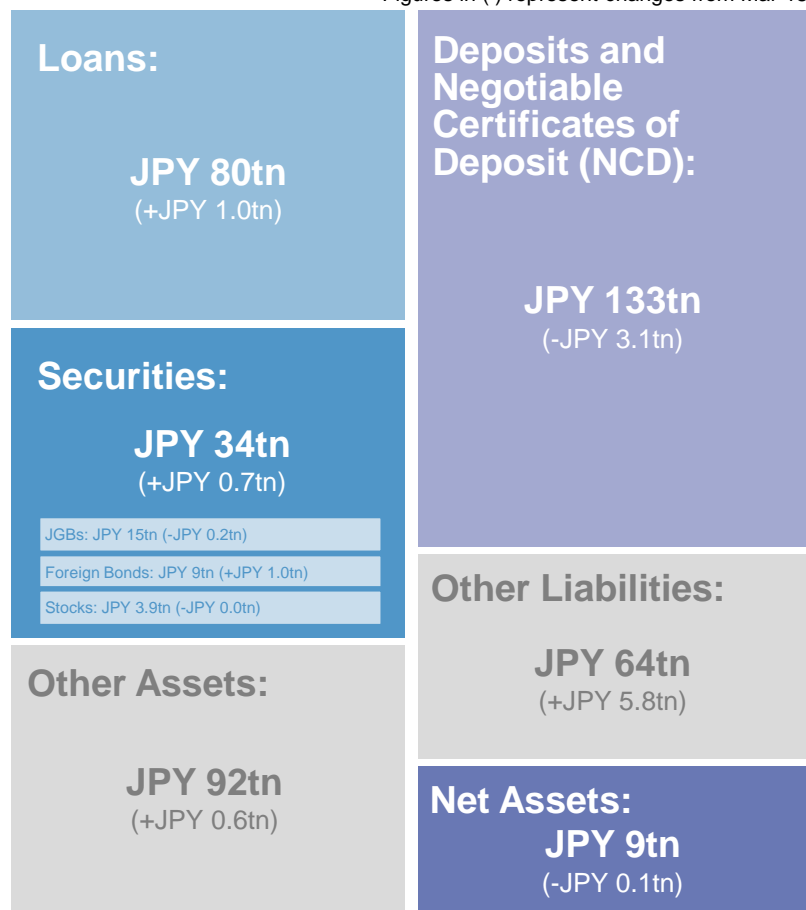 Loans:
JPY 80tn
(+JPY 1.0tn)
Securities:
JPY 34tn
(+JPY 0.7tn)
JGBs: JPY 15tn (-JPY 0.2tn)
Foreign Bonds: JPY 9tn (+JPY 1.0tn)
Stocks: JPY 3.9tn (-JPY 0.0tn)
Other Assets:
JPY 92tn
(+JPY 0.6tn)
Deposits and
Negotiable
Certificates of
Deposit (NCD):
JPY 133tn
(-JPY 3.1tn)
Other Liabilities:
JPY 64tn
(+JPY 5.8tn)
Net Assets:
JPY 9tn
(-JPY 0.1tn)